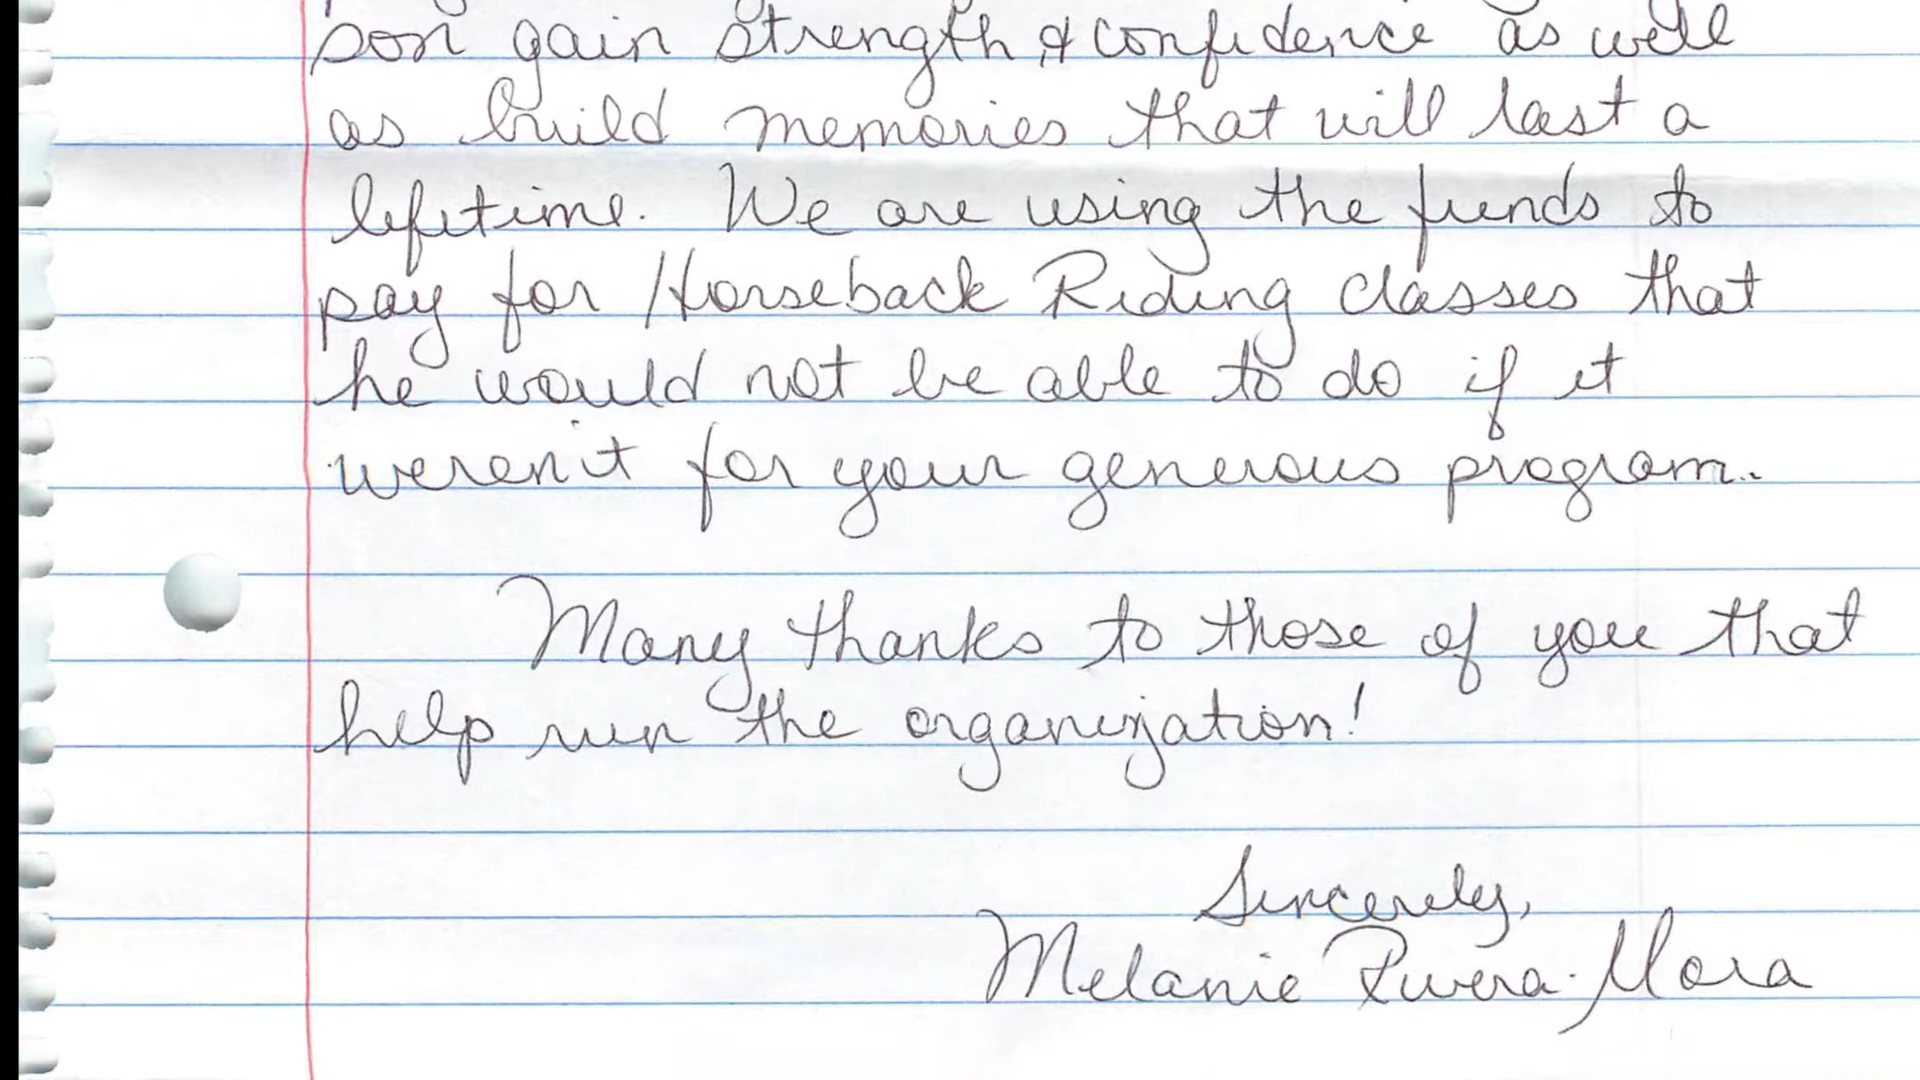 son gain strength & confidence as well
as build memories that will last a
lifetime. We are using the funds to
pay for Horseback Riding classes that
he would not be able to do if it
weren't for your generous program.
Many thanks to those of you that
help run the organization!
Sincerely,
Melanie Rivera-Mora